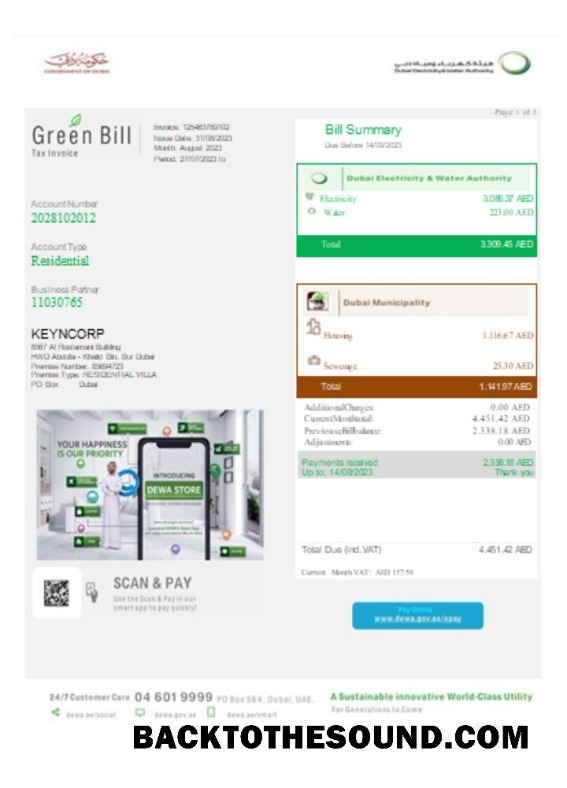 حكومة دبي
GOVERNMENT OF DUBAI
هيئة كهرباء ومياه دبي
Dubai Electricity & Water Authority
Page 1 of 3
Green Bill
Tax Invoice
Invoice: 125463789102
Issue Date: 31/08/2023
Month: August 2023
Period: 27/07/2023 to
Account Number
2028102012
Account Type
Residential
Business Partner
11030765
KEYNCORP
8567 Al Rostamani Building
HWO Abdulla - Khalid Bin, Bur Dubai
Premise Number: 89894723
Premise Type: RESIDENTIAL VILLA
PO Box Dubai
Bill Summary
Due Before 14/09/2023
Dubai Electricity & Water Authority
Electricity 3,086.37 AED
Water 223.00 AED
Total 3.309.45 AED
Dubai Municipality
Housing 1.116.67 AED
Sewerage 25.30 AED
Total 1.141.97 AED
AdditionalCharges: 0.00 AED
CurrentMonthtotal: 4.451.42 AED
PreviouseBillbalance: 2.338.18 AED
Adjustments: 0.00 AED
Payments received 2.338.18 AED
Up to: 14/08/2023 Thank you
Total Due (Incl. VAT) 4.451.42 AED
Current Month VAT: AED 157.59
YOUR HAPPINESS
IS OUR PRIORITY
INTRODUCING
DEWA STORE
SCAN & PAY
Use the Scan & Pay in our
smart app to pay quickly!
Pay Online
www.dewa.gov.ae/epay
24/7 Customer Care 04 601 9999 PO Box 564, Dubai, UAE.
dewa.ae/social dewa.gov.ae dewa.ae/smart
A Sustainable innovative World-Class Utility
For Generations to Come
BACKTOTHESOUND.COM